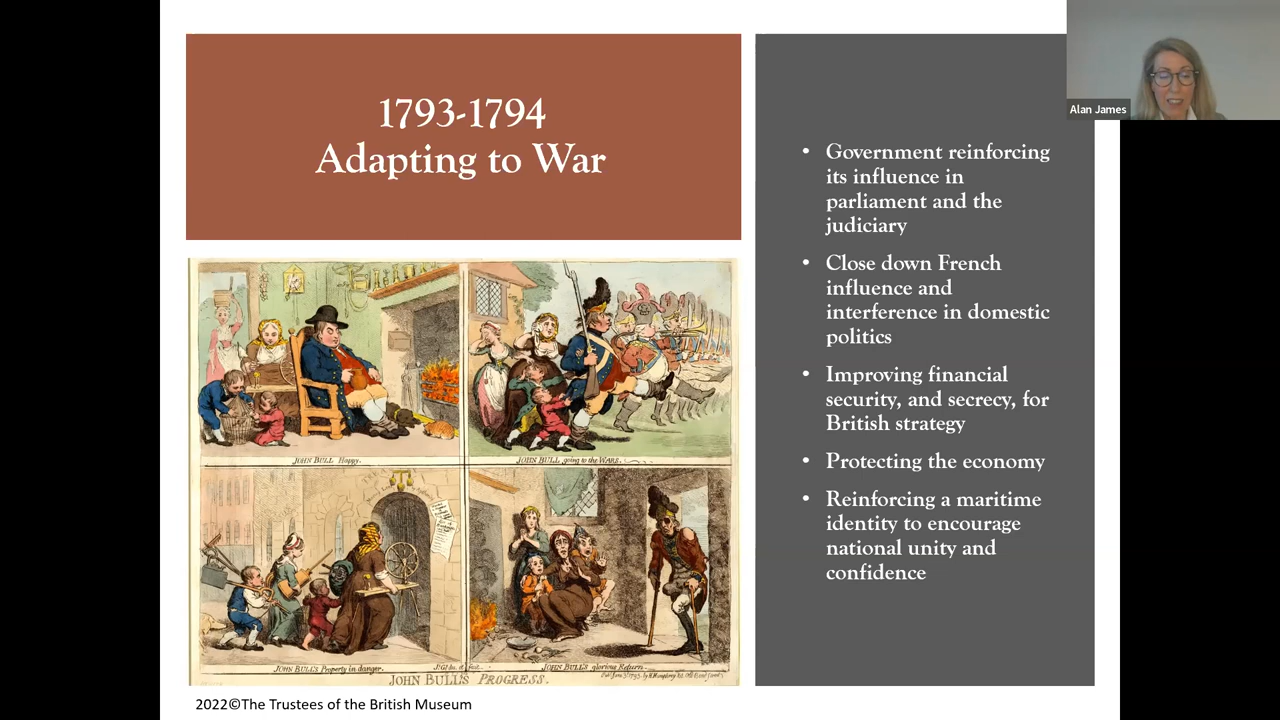 1793-1794
Adapting to War
Alan James
• Government reinforcing
its influence in
parliament and the
judiciary
• Close down French
influence and
interference in domestic
politics
• Improving financial
security, and secrecy, for
British strategy
• Protecting the economy
• Reinforcing a maritime
identity to encourage
national unity and
confidence
JOHN BULL Happy.
JOHN BULL going to the WARS.
JOHN BULL'S Property in danger.
JOHN BULL'S glorious Return.
JOHN BULL'S PROGRESS.
2022©The Trustees of the British Museum